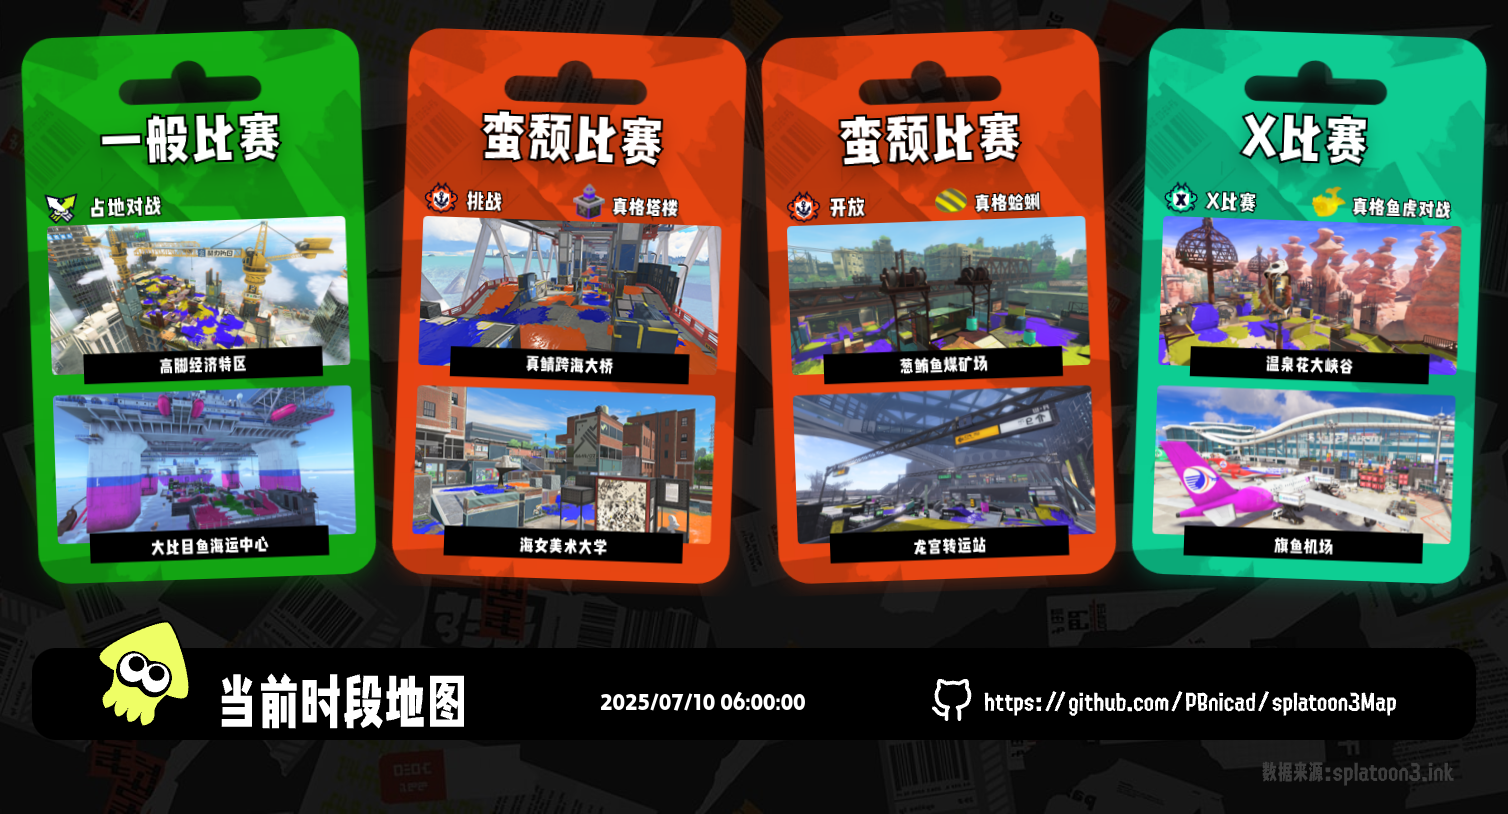 一般比赛
占地对战
高脚经济特区
大比目鱼海运中心
蛮颓比赛
挑战
真格塔楼
真鲷跨海大桥
海女美术大学
蛮颓比赛
开放
真格蛤蜊
葱鲔鱼煤矿场
龙宫转运站
X比赛
X比赛
真格鱼虎对战
温泉花大峡谷
旗鱼机场
当前时段地图
2025/07/10 06:00:00
https://github.com/PBnicad/splatoon3Map
数据来源:splatoon3.ink